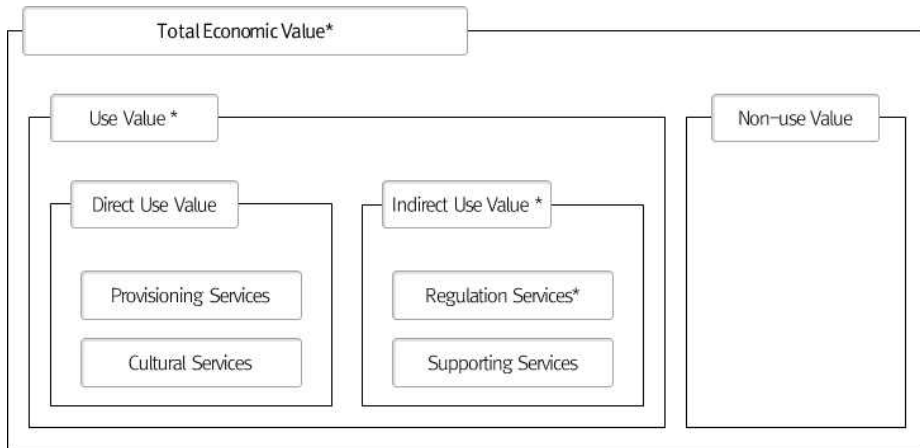 Total Economic Value*
Use Value *
Non-use Value
Direct Use Value
Indirect Use Value *
Provisioning Services
Regulation Services*
Cultural Services
Supporting Services